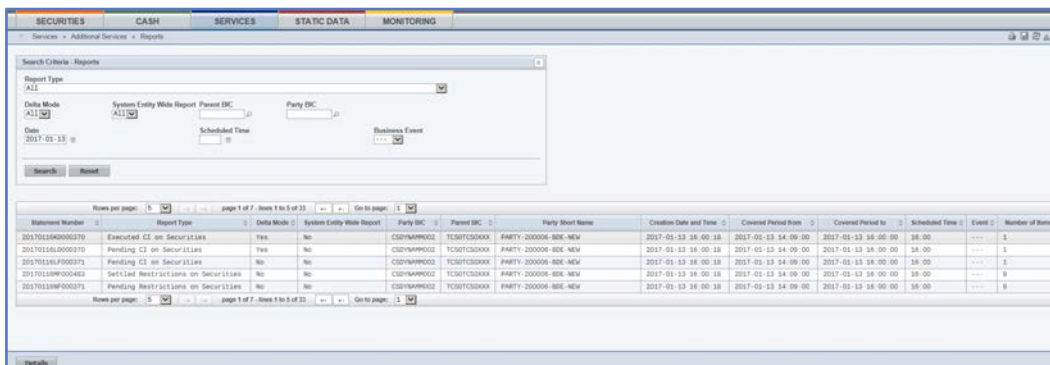 SECURITIES CASH SERVICES STATIC DATA MONITORING
Services » Additional Services » Reports
Search Criteria - Reports
Report Type
All
Delta Mode System Entity Wide Report Parent BIC Party BIC
All All
Date Scheduled Time Business Event
2017-01-13 ---
Search Reset
Rows per page: 5 page 1 of 7 - lines 1 to 5 of 33 Go to page: 1
Statement Number Report Type Delta Mode System Entity Wide Report Party BIC Parent BIC Party Short Name Creation Date and Time Covered Period from Covered Period to Scheduled Time Event Number of Items
Executed CI on Securities Yes No PARTY-200006-BDE-NEW 2017-01-13 16:00:18 2017-01-13 14:09:00 2017-01-13 16:00:00 16:00 --- 1
Pending CI on Securities Yes No PARTY-200006-BDE-NEW 2017-01-13 16:00:18 2017-01-13 14:09:00 2017-01-13 16:00:00 16:00 --- 1
Pending CI on Securities No No PARTY-200006-BDE-NEW 2017-01-13 16:00:18 2017-01-13 14:09:00 2017-01-13 16:00:00 16:00 --- 1
Settled Restrictions on Securities No No PARTY-200006-BDE-NEW 2017-01-13 16:00:18 2017-01-13 14:09:00 2017-01-13 16:00:00 16:00 ---
Pending Restrictions on Securities No No PARTY-200006-BDE-NEW 2017-01-13 16:00:18 2017-01-13 14:09:00 2017-01-13 16:00:00 16:00 ---
Rows per page: 5 page 1 of 7 - lines 1 to 5 of 33 Go to page: 1
Details